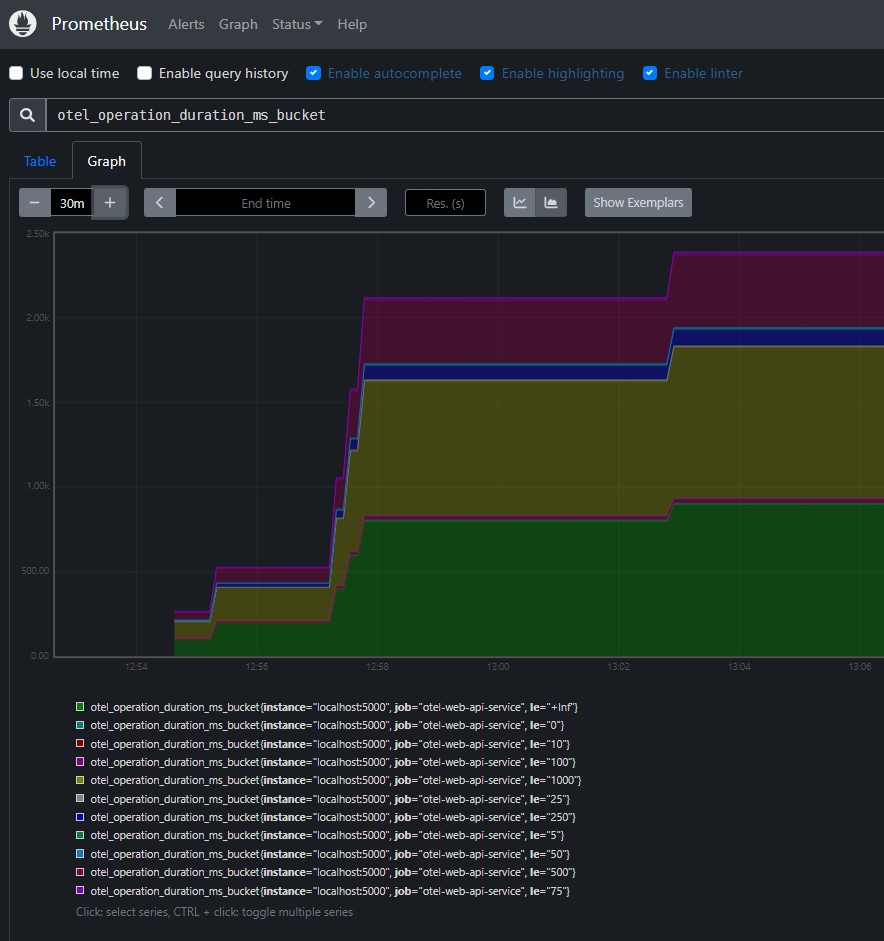 Prometheus Alerts Graph Status Help
Use local time Enable query history Enable autocomplete Enable highlighting Enable linter
otel_operation_duration_ms_bucket
Table Graph
− 30m + End time Res. (s) Show Exemplars
2.50k
2.00k
1.50k
1.00k
500.00
0.00
12:54 12:56 12:58 13:00 13:02 13:04 13:06
otel_operation_duration_ms_bucket{instance="localhost:5000", job="otel-web-api-service", le="+Inf"}
otel_operation_duration_ms_bucket{instance="localhost:5000", job="otel-web-api-service", le="0"}
otel_operation_duration_ms_bucket{instance="localhost:5000", job="otel-web-api-service", le="10"}
otel_operation_duration_ms_bucket{instance="localhost:5000", job="otel-web-api-service", le="100"}
otel_operation_duration_ms_bucket{instance="localhost:5000", job="otel-web-api-service", le="1000"}
otel_operation_duration_ms_bucket{instance="localhost:5000", job="otel-web-api-service", le="25"}
otel_operation_duration_ms_bucket{instance="localhost:5000", job="otel-web-api-service", le="250"}
otel_operation_duration_ms_bucket{instance="localhost:5000", job="otel-web-api-service", le="5"}
otel_operation_duration_ms_bucket{instance="localhost:5000", job="otel-web-api-service", le="50"}
otel_operation_duration_ms_bucket{instance="localhost:5000", job="otel-web-api-service", le="500"}
otel_operation_duration_ms_bucket{instance="localhost:5000", job="otel-web-api-service", le="75"}
Click: select series, CTRL + click: toggle multiple series